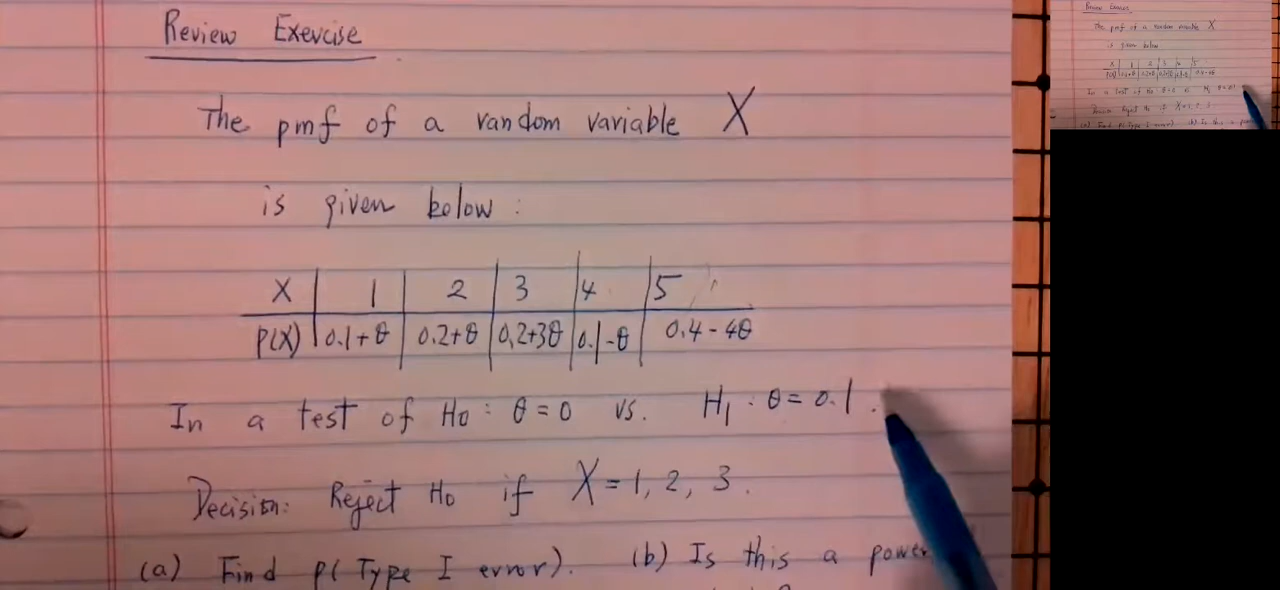 Review Exercise
The pmf of a random variable X
is given below :
X 1 2 3 4 5
P(X) 0.1+θ 0.2+θ 0.2+3θ 0.1-θ 0.4-4θ
In a test of H0 : θ=0 vs. H1 : θ=0.1.
Decision: Reject H0 if X=1, 2, 3.
(a) Find P(Type I error). (b) Is this a power